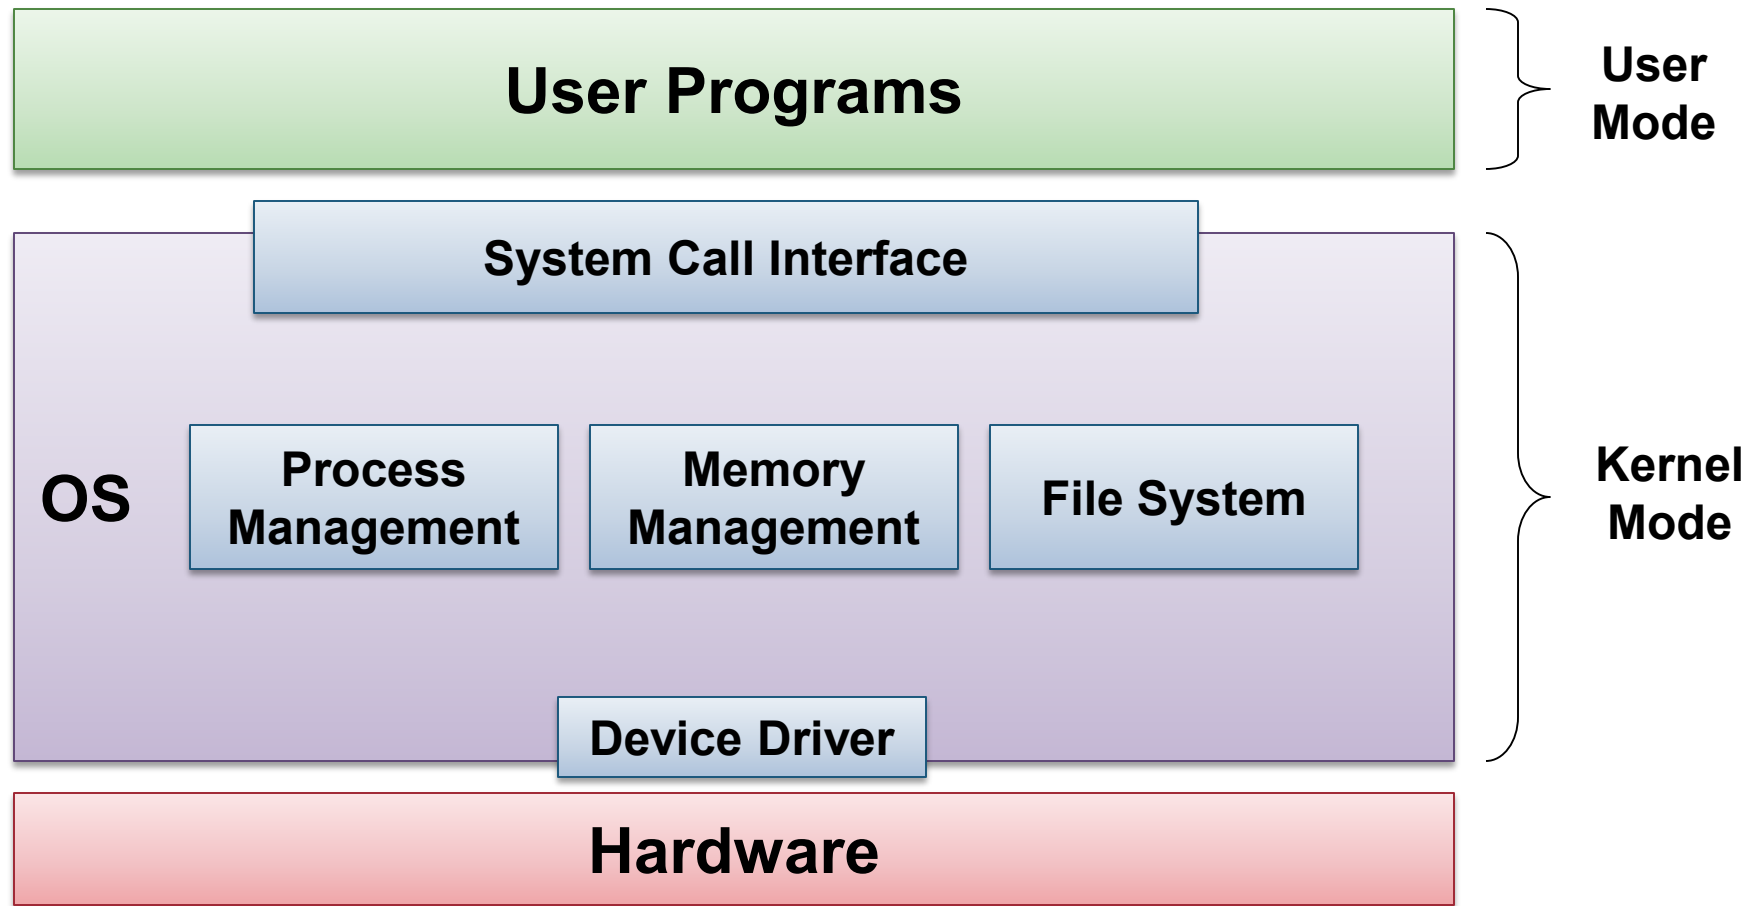 User Programs
User
Mode
System Call Interface
OS
Process
Management
Memory
Management
File System
Kernel
Mode
Device Driver
Hardware